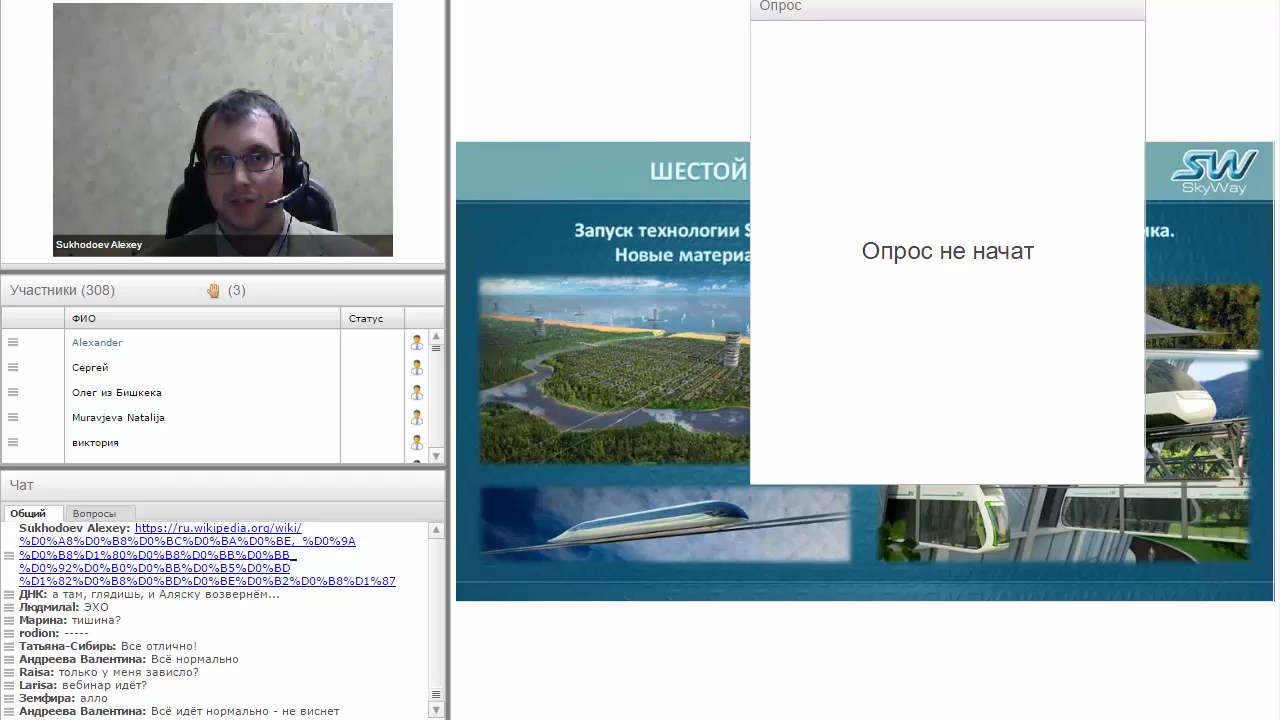 Sukhodoev Alexey
Участники (308)
(3)
ФИО
Статус
Alexander
Сергей
Олег из Бишкека
Muravjeva Natalija
виктория
Чат
Общий
Вопросы
Sukhodoev Alexey: https://ru.wikipedia.org/wiki/
%D0%A8%D0%B8%D0%BC%D0%BA%D0%BE,_%D0%9A
%D0%B8%D1%80%D0%B8%D0%BB%D0%BB_
%D0%92%D0%B0%D0%BB%D0%B5%D0%BD
%D1%82%D0%B8%D0%BD%D0%BE%D0%B2%D0%B8%D1%87
ДНК: а там, глядишь, и Аляску возвернём...
Людмилаl: ЭХО
Марина: тишина?
rodion: -----
Татьяна-Сибирь: Все отлично!
Андреева Валентина: Всё нормально
Raisa: только у меня зависло?
Larisa: вебинар идёт?
Земфира: алло
Андреева Валентина: Всё идёт нормально - не виснет
Опрос
Опрос не начат
ШЕСТОЙ
SW
SkyWay
Запуск технологии S
ика.
Новые материа